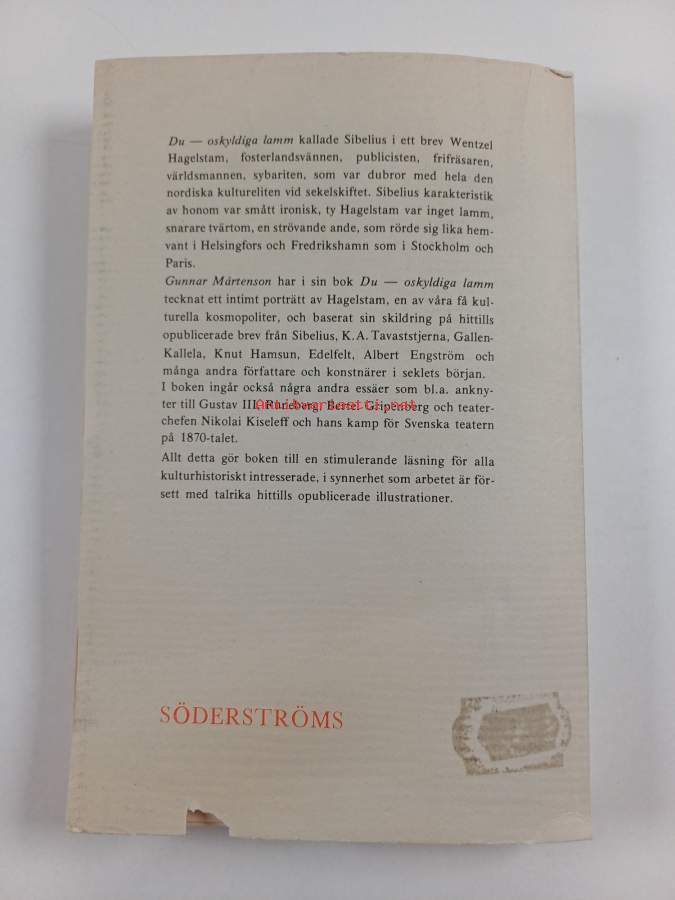 Du — oskyldiga lamm kallade Sibelius i ett brev Wentzel
Hagelstam, fosterlandsvännen, publicisten, frifräsaren,
världsmannen, sybariten, som var dubror med hela den
nordiska kultureliten vid sekelskiftet. Sibelius karakteristik
av honom var smått ironisk, ty Hagelstam var inget lamm,
snarare tvärtom, en strövande ande, som rörde sig lika hem-
vant i Helsingfors och Fredrikshamn som i Stockholm och
Paris.
Gunnar Mårtenson har i sin bok Du — oskyldiga lamm
tecknat ett intimt porträtt av Hagelstam, en av våra få kul-
turella kosmopoliter, och baserat sin skildring på hittills
opublicerade brev från Sibelius, K. A. Tavaststjerna, Gallen-
Kallela, Knut Hamsun, Edelfelt, Albert Engström och
många andra författare och konstnärer i seklets början.
I boken ingår också några andra essäer som bl.a. ankny-
ter till Gustav III, Runeberg, Bertel Gripenberg och teater-
chefen Nikolai Kiseleff och hans kamp för Svenska teatern
på 1870-talet.
Allt detta gör boken till en stimulerande läsning för alla
kulturhistoriskt intresserade, i synnerhet som arbetet är för-
sett med talrika hittills opublicerade illustrationer.
SÖDERSTRÖMS